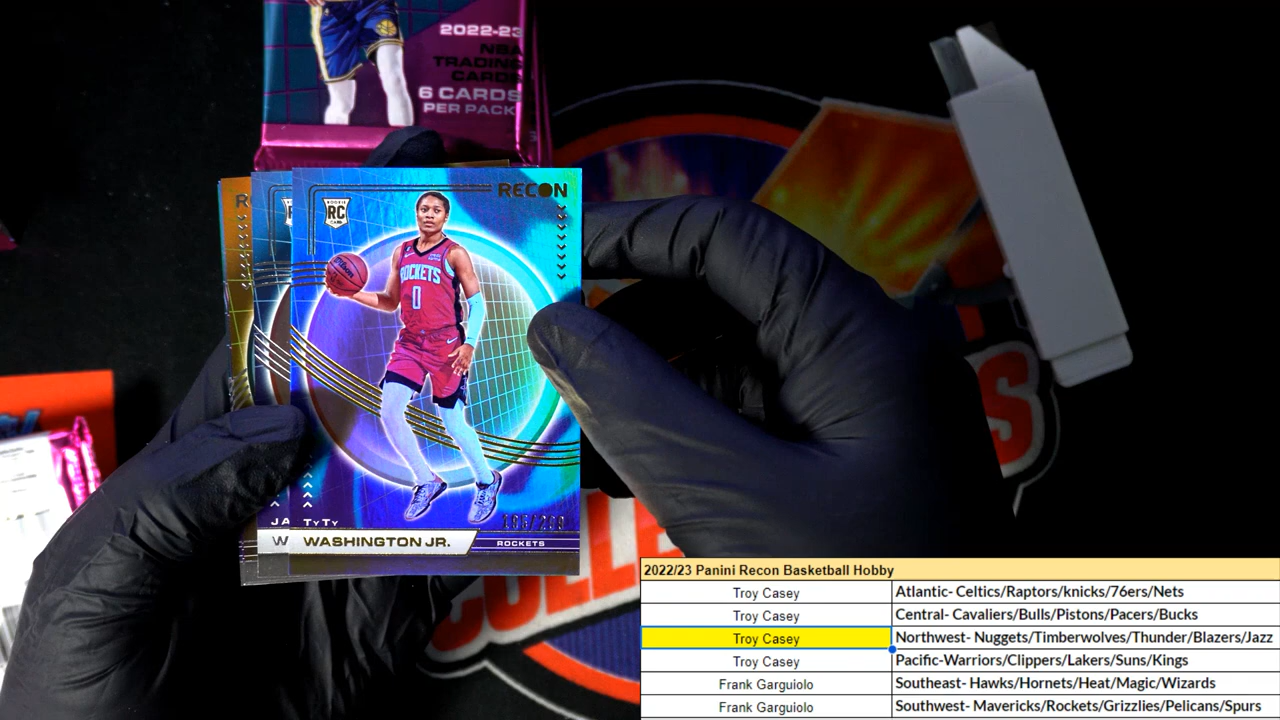 2022-23
NBA
TRADING
CARDS
6 CARDS
PER PACK
RECON
ROOKIE
RC
CARD
Wilson
ROCKETS
0
JA
TYTY
W
WASHINGTON JR.
ROCKETS
2022/23 Panini Recon Basketball Hobby
Troy Casey Atlantic- Celtics/Raptors/knicks/76ers/Nets
Troy Casey Central- Cavaliers/Bulls/Pistons/Pacers/Bucks
Troy Casey Northwest- Nuggets/Timberwolves/Thunder/Blazers/Jazz
Troy Casey Pacific-Warriors/Clippers/Lakers/Suns/Kings
Frank Garguiolo Southeast- Hawks/Hornets/Heat/Magic/Wizards
Frank Garguiolo Southwest- Mavericks/Rockets/Grizzlies/Pelicans/Spurs